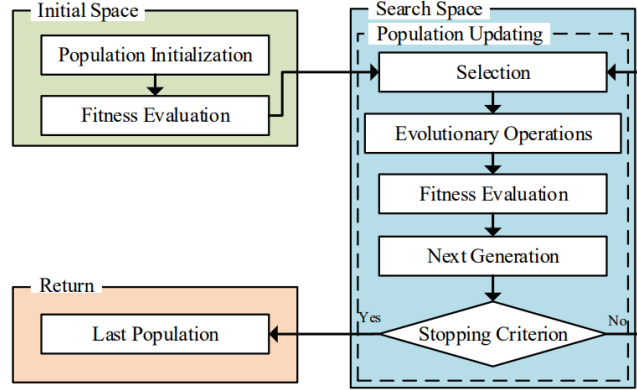 Initial Space
Population Initialization
Fitness Evaluation
Search Space
Population Updating
Selection
Evolutionary Operations
Fitness Evaluation
Next Generation
Stopping Criterion
Yes
No
Return
Last Population